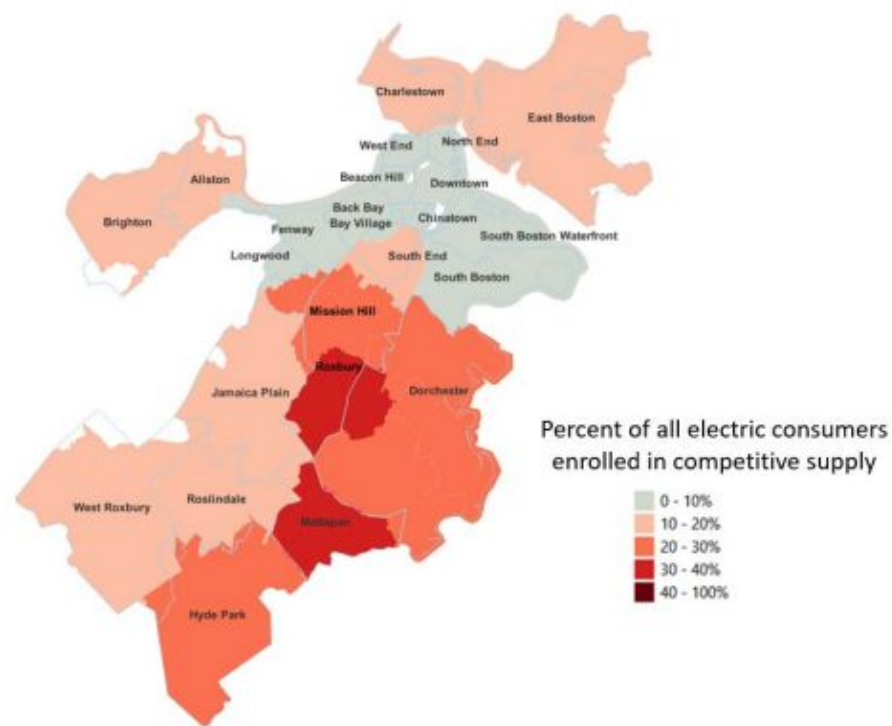 Charlestown
East Boston
West End
North End
Allston
Beacon Hill
Downtown
Brighton
Back Bay
Bay Village
Chinatown
Fenway
South Boston Waterfront
Longwood
South End
South Boston
Mission Hill
Roxbury
Jamaica Plain
Dorchester
Percent of all electric consumers
enrolled in competitive supply
0 - 10%
10 - 20%
20 - 30%
30 - 40%
40 - 100%
West Roxbury
Roslindale
Mattapan
Hyde Park